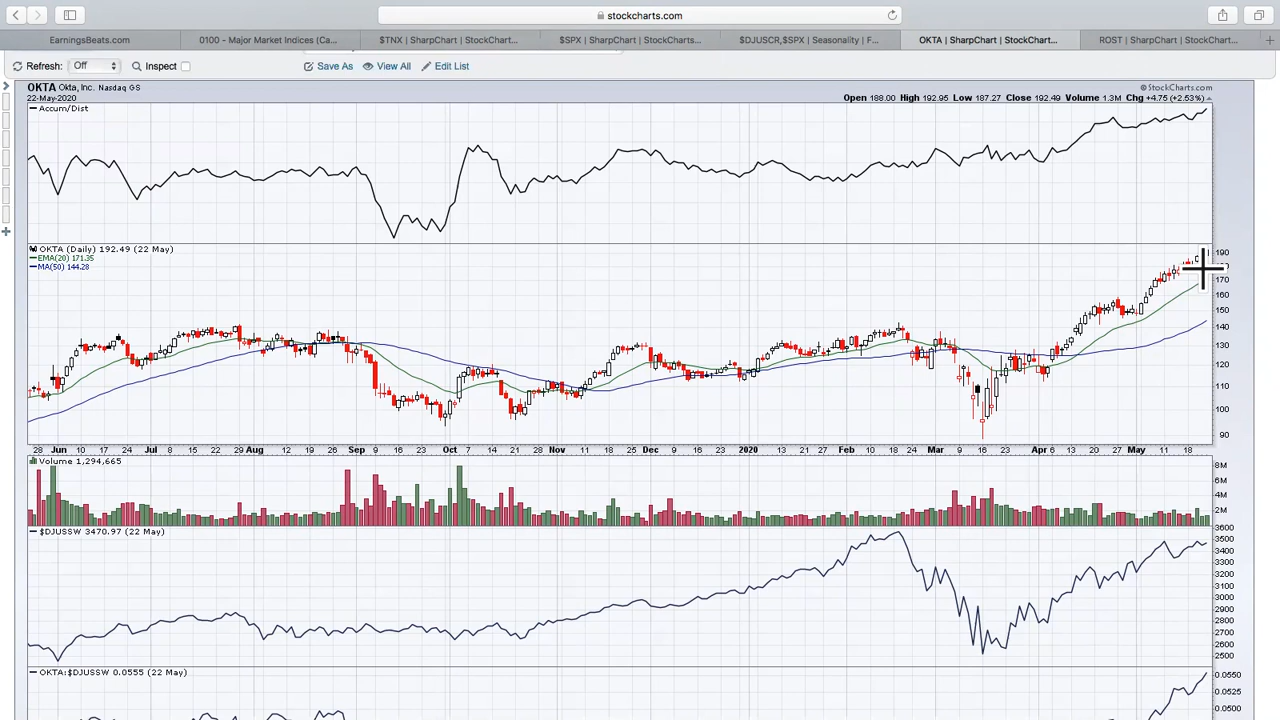 stockcharts.com
EarningsBeats.com
0100 - Major Market Indices (Ca...
$TNX | SharpChart | StockChart...
$SPX | SharpChart | StockCharts...
$DJUSCR,$SPX | Seasonality | F...
OKTA | SharpChart | StockChart...
ROST | SharpChart | StockChart...
Refresh: Off Inspect Save As View All Edit List
OKTA Okta, Inc. Nasdaq GS © StockCharts.com
22-May-2020 Open 188.00 High 192.95 Low 187.27 Close 192.49 Volume 1.3M Chg +4.75 (+2.53%)
Accum/Dist
OKTA (Daily) 192.49 (22 May)
EMA(20) 171.35
MA(50) 144.28
190
170
160
150
140
130
120
110
100
90
28 Jun 10 17 24 Jul 8 15 22 29 Aug 12 19 26 Sep 9 16 23 Oct 7 14 21 28 Nov 11 18 25 Dec 9 16 23 2020 13 21 27 Feb 10 18 24 Mar 9 16 23 Apr 6 13 20 27 May 11 18
Volume 1,294,665
8M
6M
4M
2M
$DJUSSW 3470.97 (22 May)
3600
3500
3400
3300
3200
3100
3000
2900
2800
2700
2600
2500
OKTA:$DJUSSW 0.0555 (22 May)
0.0550
0.0525
0.0500